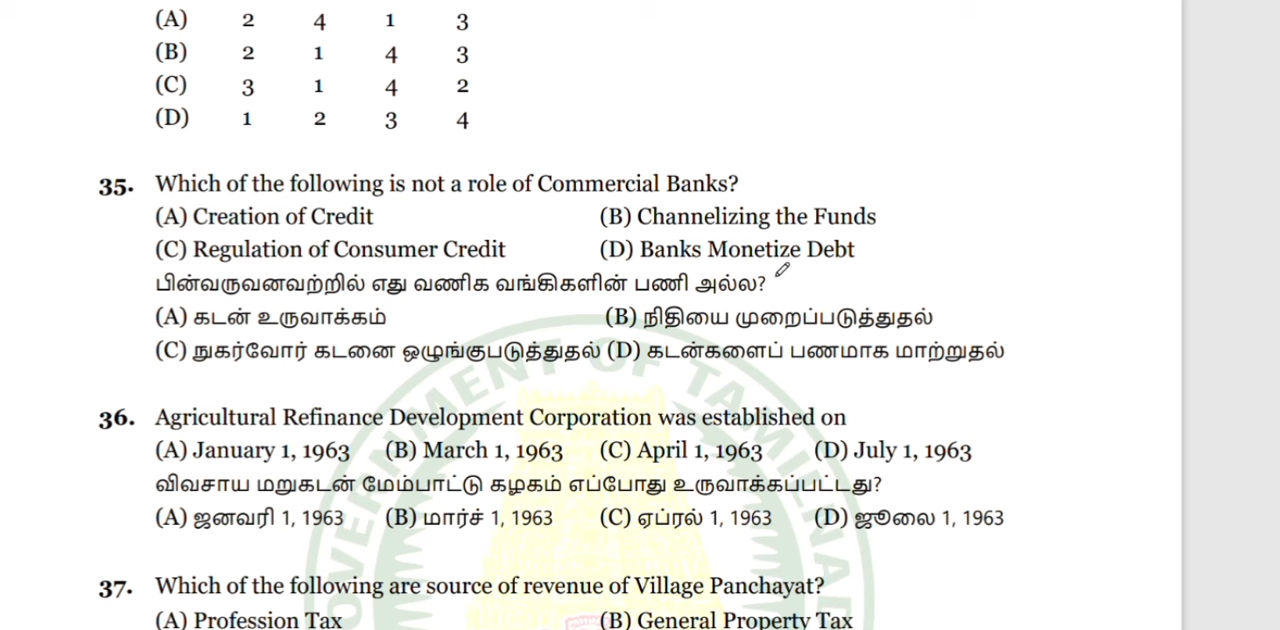 (A) 2 4 1 3
(B) 2 1 4 3
(C) 3 1 4 2
(D) 1 2 3 4
35. Which of the following is not a role of Commercial Banks?
(A) Creation of Credit (B) Channelizing the Funds
(C) Regulation of Consumer Credit (D) Banks Monetize Debt
பின்வருவனவற்றில் எது வணிக வங்கிகளின் பணி அல்ல?
(A) கடன் உருவாக்கம் (B) நிதியை முறைப்படுத்துதல்
(C) நுகர்வோர் கடனை ஒழுங்குபடுத்துதல் (D) கடன்களைப் பணமாக மாற்றுதல்
36. Agricultural Refinance Development Corporation was established on
(A) January 1, 1963 (B) March 1, 1963 (C) April 1, 1963 (D) July 1, 1963
விவசாய மறுகடன் மேம்பாட்டு கழகம் எப்போது உருவாக்கப்பட்டது?
(A) ஜனவரி 1, 1963 (B) மார்ச் 1, 1963 (C) ஏப்ரல் 1, 1963 (D) ஜூலை 1, 1963
37. Which of the following are source of revenue of Village Panchayat?
(A) Profession Tax (B) General Property Tax
GOVERNMENT OF TAMILNAD